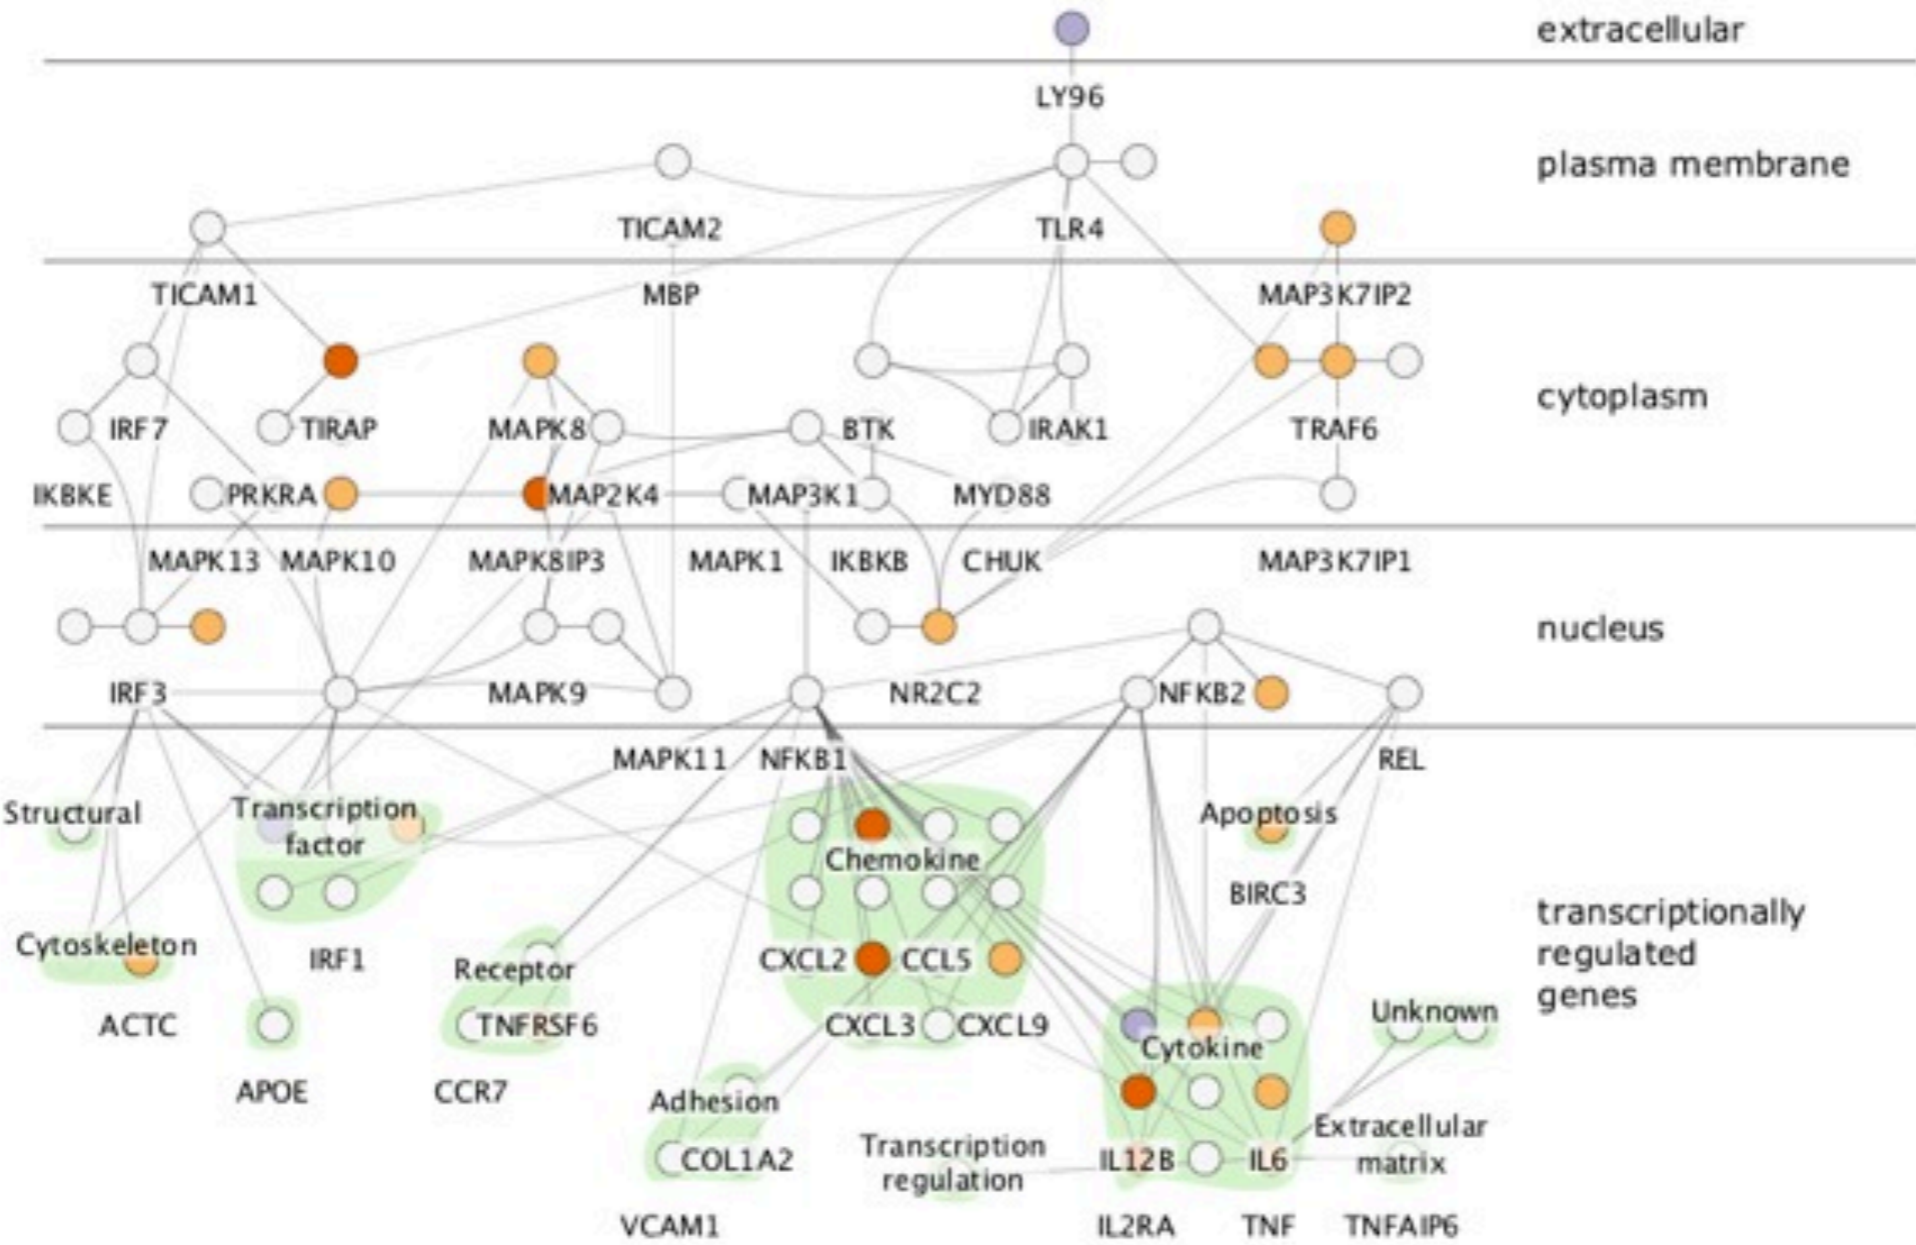 extracellular
LY96
plasma membrane
TICAM2
TLR4
TICAM1
MBP
MAP3K7IP2
cytoplasm
IRF7
TIRAP
MAPK8
BTK
IRAK1
TRAF6
IKBKE
PRKRA
MAP2K4
MAP3K1
MYD88
MAPK13
MAPK10
MAPK8IP3
MAPK1
IKBKB
CHUK
MAP3K7IP1
nucleus
IRF3
MAPK9
NR2C2
NFKB2
MAPK11
NFKB1
REL
Structural
Transcription
factor
Apoptosis
Chemokine
BIRC3
transcriptionally
regulated
genes
Cytoskeleton
IRF1
Receptor
CXCL2
CCL5
ACTC
TNFRSF6
CXCL3
CXCL9
Unknown
Cytokine
APOE
CCR7
Adhesion
Extracellular
matrix
COL1A2
Transcription
regulation
IL12B
IL6
VCAM1
IL2RA
TNF
TNFAIP6